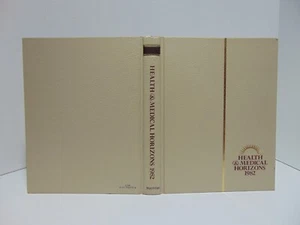 HEALTH & MEDICAL HORIZONS 1982
HEALTH
& MEDICAL
HORIZONS
1982